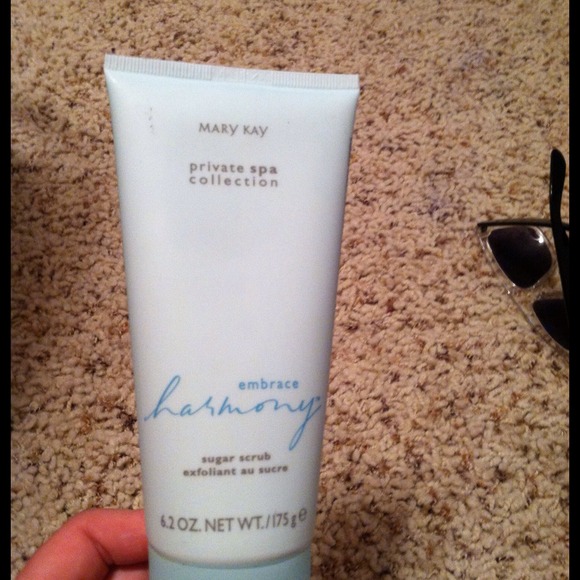 MARY KAY
private spa
collection
embrace
harmony
sugar scrub
exfoliant au sucre
6.2 OZ. NET WT./175 g e